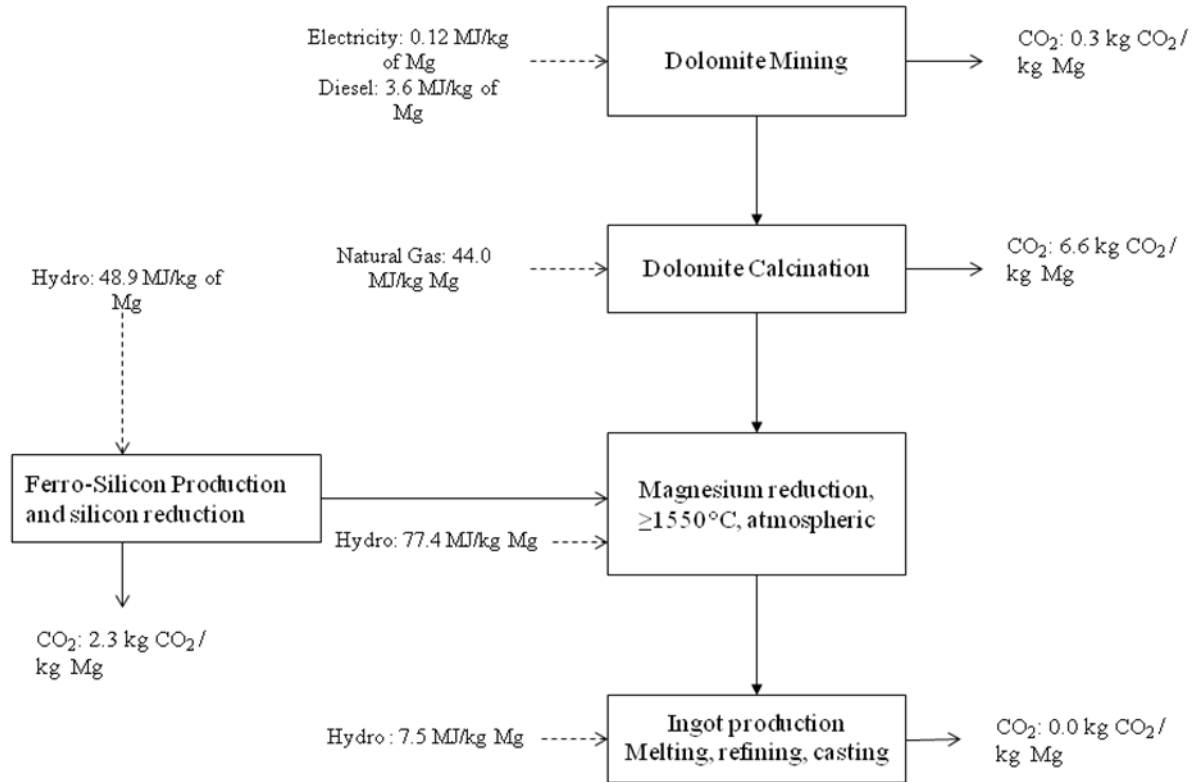 Electricity: 0.12 MJ/kg
of Mg
Diesel: 3.6 MJ/kg of
Mg
Dolomite Mining
CO₂: 0.3 kg CO₂/
kg Mg
Natural Gas: 44.0
MJ/kg Mg
Dolomite Calcination
CO₂: 6.6 kg CO₂/
kg Mg
Hydro: 48.9 MJ/kg of
Mg
Ferro-Silicon Production
and silicon reduction
Hydro: 77.4 MJ/kg Mg
Magnesium reduction,
≥1550°C, atmospheric
CO₂: 2.3 kg CO₂/
kg Mg
Hydro : 7.5 MJ/kg Mg
Ingot production
Melting, refining, casting
CO₂: 0.0 kg CO₂/
kg Mg